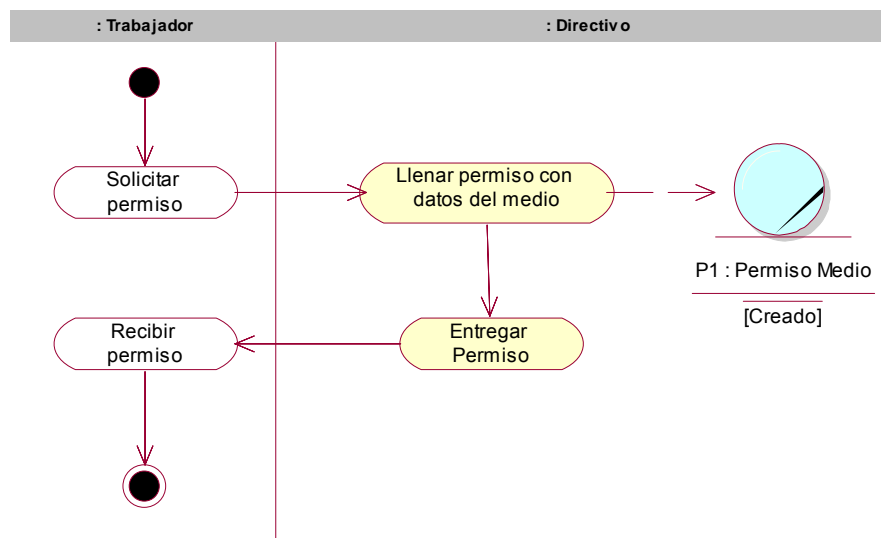 : Trabajador
: Directivo
Solicitar
permiso
Llenar permiso con
datos del medio
P1 : Permiso Medio
[Creado]
Recibir
permiso
Entregar
Permiso